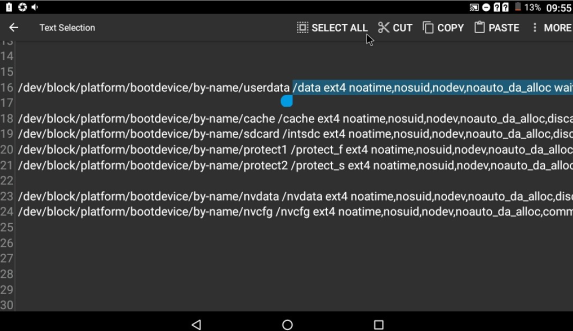 13% 09:55
Text Selection SELECT ALL CUT COPY PASTE MORE
13
14
15
16 /dev/block/platform/bootdevice/by-name/userdata /data ext4 noatime,nosuid,nodev,noauto_da_alloc wai
17
18 /dev/block/platform/bootdevice/by-name/cache /cache ext4 noatime,nosuid,nodev,noauto_da_alloc,disca
19 /dev/block/platform/bootdevice/by-name/sdcard /intsdc ext4 noatime,nosuid,nodev,noauto_da_alloc,disc
20 /dev/block/platform/bootdevice/by-name/protect1 /protect_f ext4 noatime,nosuid,nodev,noauto_da_alloc
21 /dev/block/platform/bootdevice/by-name/protect2 /protect_s ext4 noatime,nosuid,nodev,noauto_da_alloc
22
23 /dev/block/platform/bootdevice/by-name/nvdata /nvdata ext4 noatime,nosuid,nodev,noauto_da_alloc,disc
24 /dev/block/platform/bootdevice/by-name/nvcfg /nvcfg ext4 noatime,nosuid,nodev,noauto_da_alloc,comm
25
26
27
28
29
30